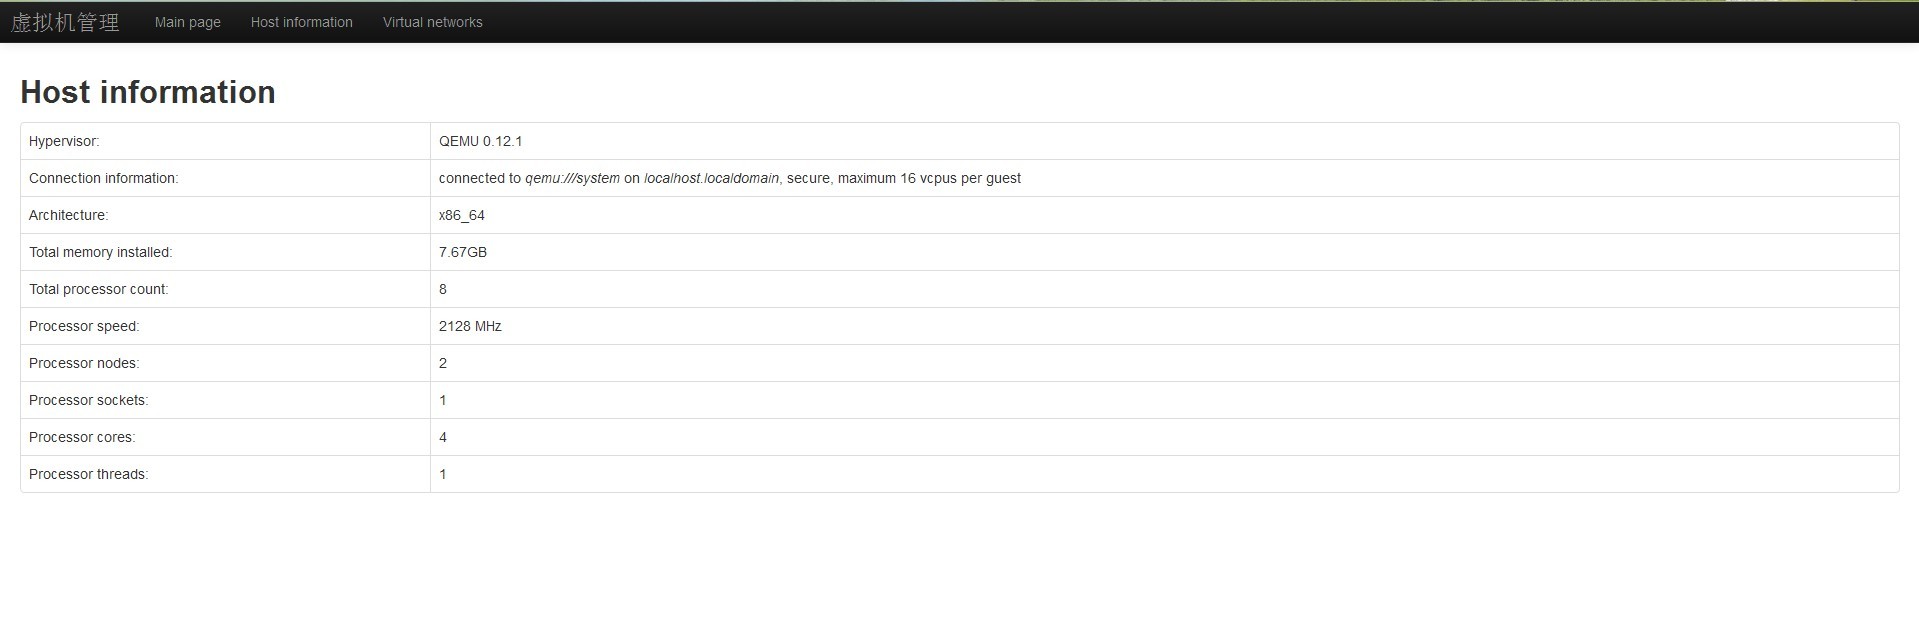 虚拟机管理 Main page Host information Virtual networks
Host information
Hypervisor: QEMU 0.12.1
Connection information: connected to qemu:///system on localhost.localdomain, secure, maximum 16 vcpus per guest
Architecture: x86_64
Total memory installed: 7.67GB
Total processor count: 8
Processor speed: 2128 MHz
Processor nodes: 2
Processor sockets: 1
Processor cores: 4
Processor threads: 1